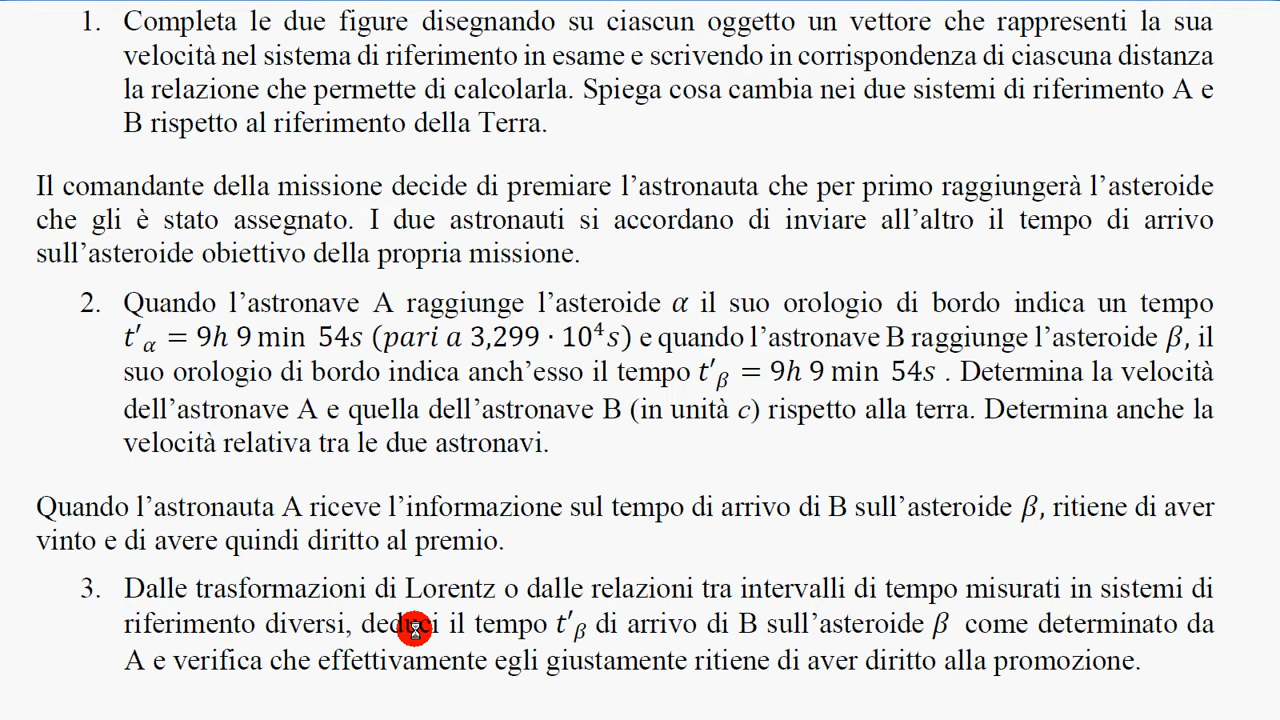 1. Completa le due figure disegnando su ciascun oggetto un vettore che rappresenti la sua
velocità nel sistema di riferimento in esame e scrivendo in corrispondenza di ciascuna distanza
la relazione che permette di calcolarla. Spiega cosa cambia nei due sistemi di riferimento A e
B rispetto al riferimento della Terra.
Il comandante della missione decide di premiare l'astronauta che per primo raggiungerà l'asteroide
che gli è stato assegnato. I due astronauti si accordano di inviare all'altro il tempo di arrivo
sull'asteroide obiettivo della propria missione.
2. Quando l'astronave A raggiunge l'asteroide α il suo orologio di bordo indica un tempo
t′α = 9h 9 min 54s (pari a 3,299 · 10⁴s) e quando l'astronave B raggiunge l'asteroide β, il
suo orologio di bordo indica anch'esso il tempo t′β = 9h 9 min 54s . Determina la velocità
dell'astronave A e quella dell'astronave B (in unità c) rispetto alla terra. Determina anche la
velocità relativa tra le due astronavi.
Quando l'astronauta A riceve l'informazione sul tempo di arrivo di B sull'asteroide β, ritiene di aver
vinto e di avere quindi diritto al premio.
3. Dalle trasformazioni di Lorentz o dalle relazioni tra intervalli di tempo misurati in sistemi di
riferimento diversi, deduci il tempo t′β di arrivo di B sull'asteroide β come determinato da
A e verifica che effettivamente egli giustamente ritiene di aver diritto alla promozione.